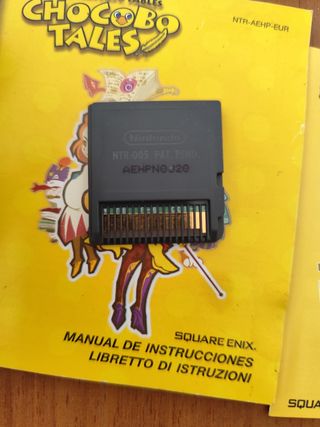 NTR-AEHP-EUR
CHOCOBO
TALES
Nintendo
NTR-005 PAT.PEND.
AEHPN0J20
SQUARE ENIX.
MANUAL DE INSTRUCCIONES
LIBRETTO DI ISTRUZIONI
SQUA